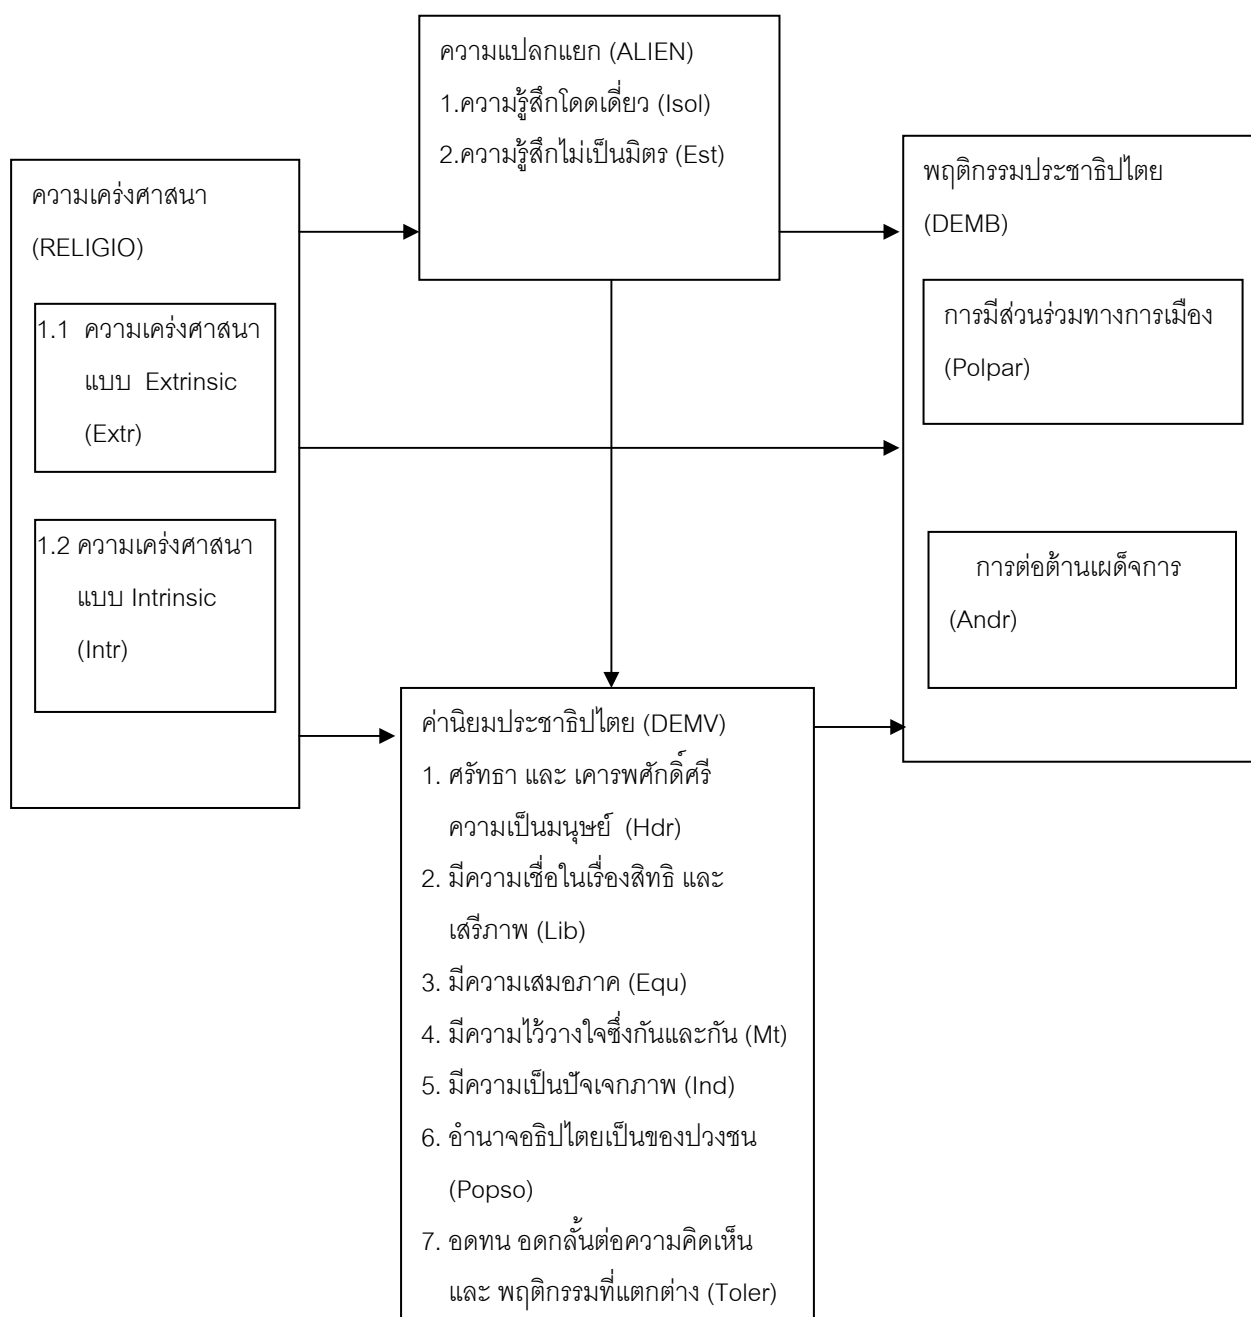 ความแปลกแยก (ALIEN)
1.ความรู้สึกโดดเดี่ยว (Isol)
2.ความรู้สึกไม่เป็นมิตร (Est)
ความเคร่งศาสนา
(RELIGIO)
1.1 ความเคร่งศาสนา
แบบ Extrinsic
(Extr)
1.2 ความเคร่งศาสนา
แบบ Intrinsic
(Intr)
พฤติกรรมประชาธิปไตย
(DEMB)
การมีส่วนร่วมทางการเมือง
(Polpar)
การต่อต้านเผด็จการ
(Andr)
ค่านิยมประชาธิปไตย (DEMV)
1. ศรัทธา และ เคารพศักดิ์ศรี
ความเป็นมนุษย์ (Hdr)
2. มีความเชื่อในเรื่องสิทธิ และ
เสรีภาพ (Lib)
3. มีความเสมอภาค (Equ)
4. มีความไว้วางใจซึ่งกันและกัน (Mt)
5. มีความเป็นปัจเจกภาพ (Ind)
6. อำนาจอธิปไตยเป็นของปวงชน
(Popso)
7. อดทน อดกลั้นต่อความคิดเห็น
และ พฤติกรรมที่แตกต่าง (Toler)